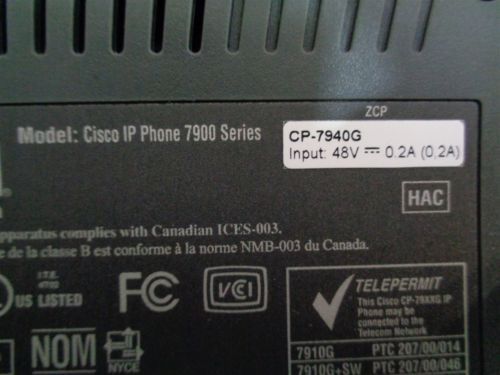 ZCP
Model: Cisco IP Phone 7900 Series
CP-7940G
Input: 48V 0.2A (0,2A)
HAC
apparatus complies with Canadian ICES-003.
de la classe B est conforme à la norme NMB-003 du Canada.
I.T.E.
US LISTED
FC
VCI
TELEPERMIT
This Cisco CP-79XXG IP
Phone may be
connected to the
Telecom Network
NOM
NYCE
7910G PTC 207/00/014
7910G+SW PTC 207/00/046